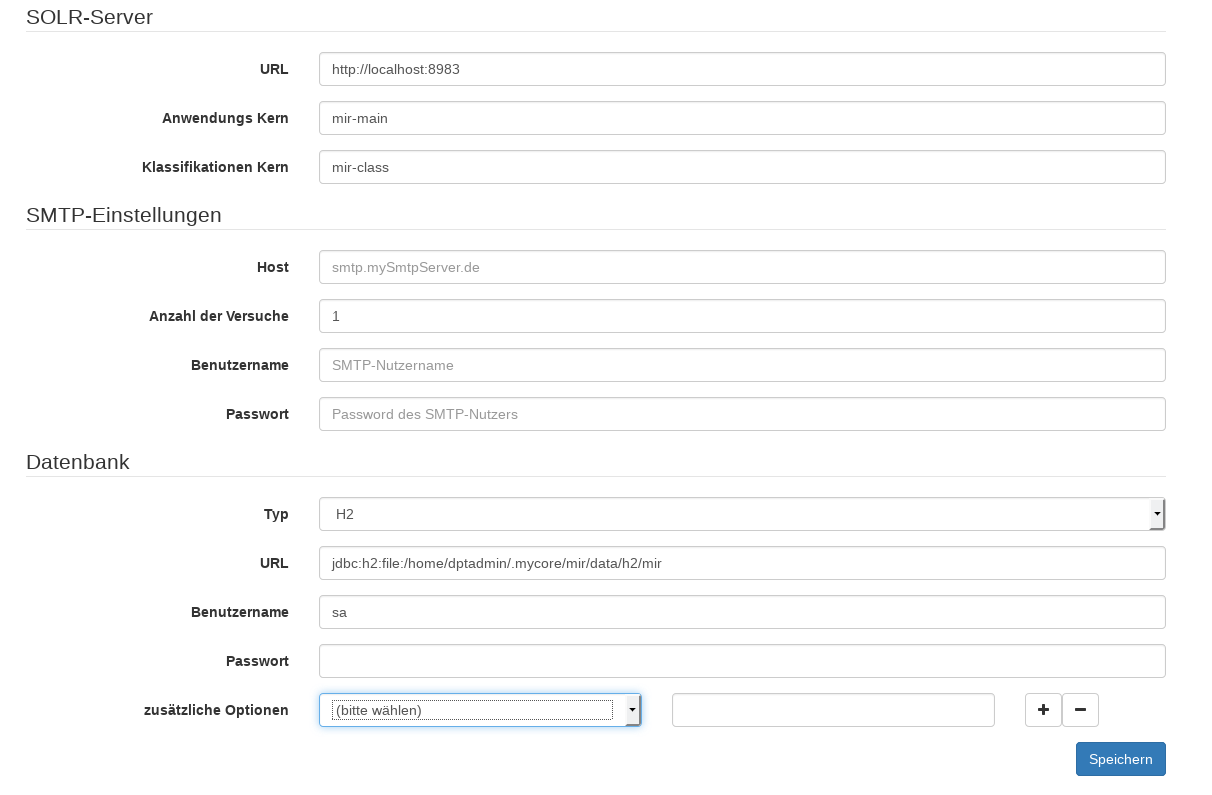 SOLR-Server
URL http://localhost:8983
Anwendungs Kern mir-main
Klassifikationen Kern mir-class
SMTP-Einstellungen
Host smtp.mySmtpServer.de
Anzahl der Versuche 1
Benutzername SMTP-Nutzername
Passwort Password des SMTP-Nutzers
Datenbank
Typ H2
URL jdbc:h2:file:/home/dptadmin/.mycore/mir/data/h2/mir
Benutzername sa
Passwort
zusätzliche Optionen (bitte wählen)
Speichern